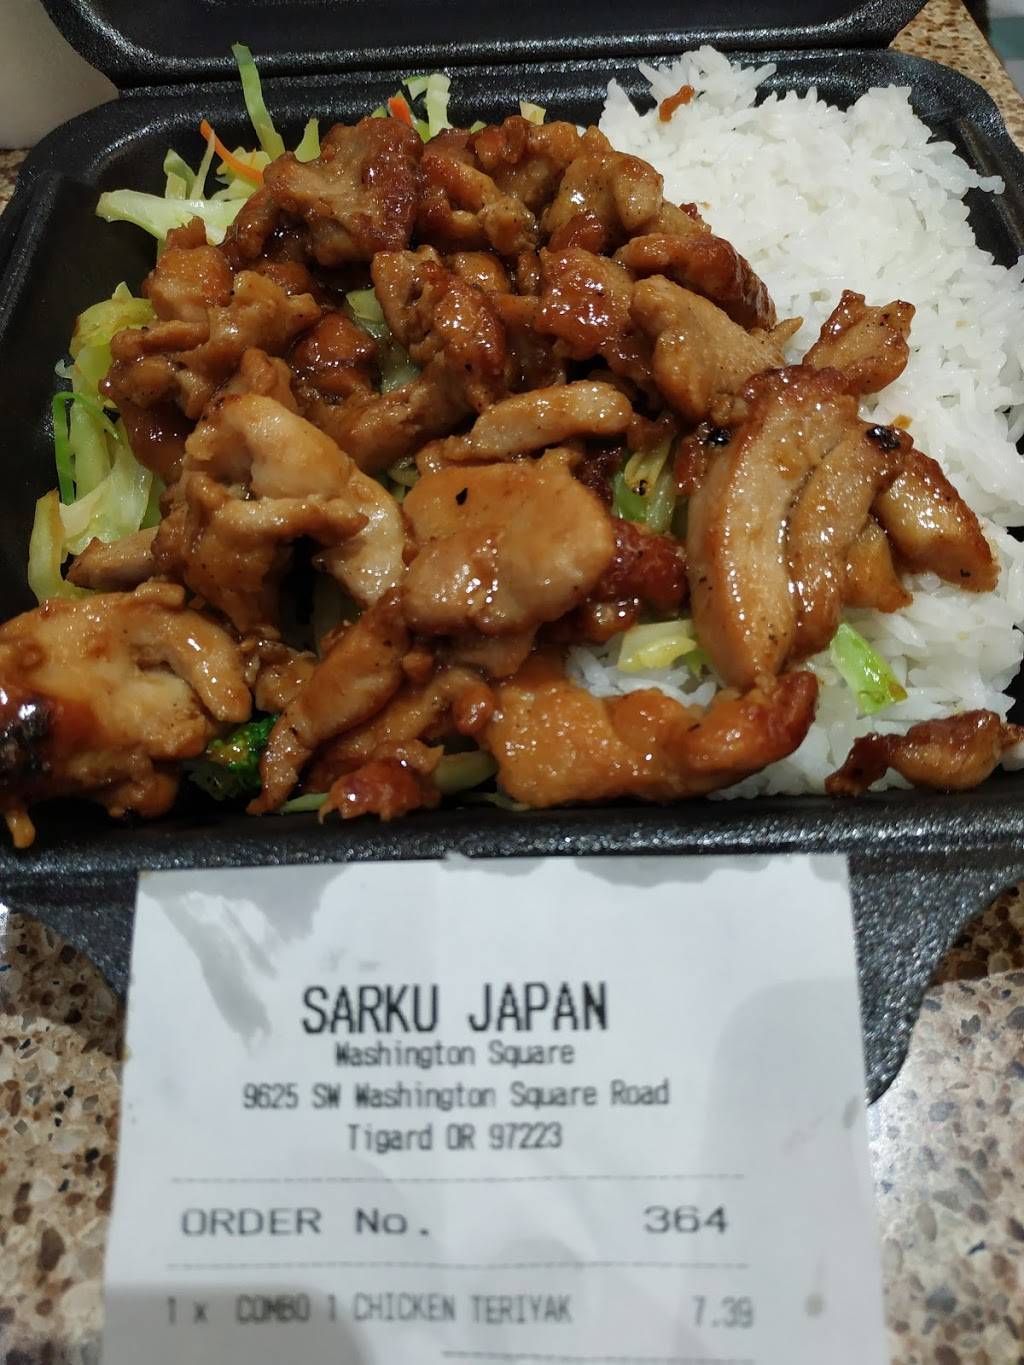 SARKU JAPAN
Washington Square
9625 SW Washington Square Road
Tigard OR 97223
ORDER No. 364
1 x COMBO 1 CHICKEN TERIYAK 7.39